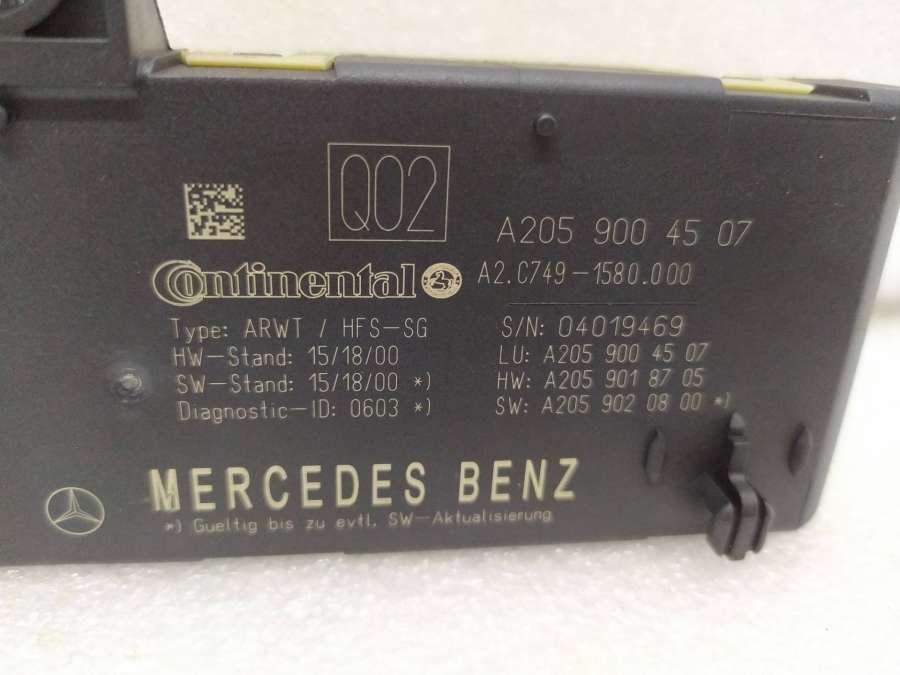 Q02
A205 900 45 07
Continental
A2.C749-1580.000
Type: ARWT / HFS-SG
HW-Stand: 15/18/00
SW-Stand: 15/18/00 *)
Diagnostic-ID: 0603 *)
S/N: 04019469
LU: A205 900 45 07
HW: A205 901 87 05
SW: A205 902 08 00 *)
MERCEDES BENZ
*) Gueltig bis zu evtl. SW-Aktualisierung